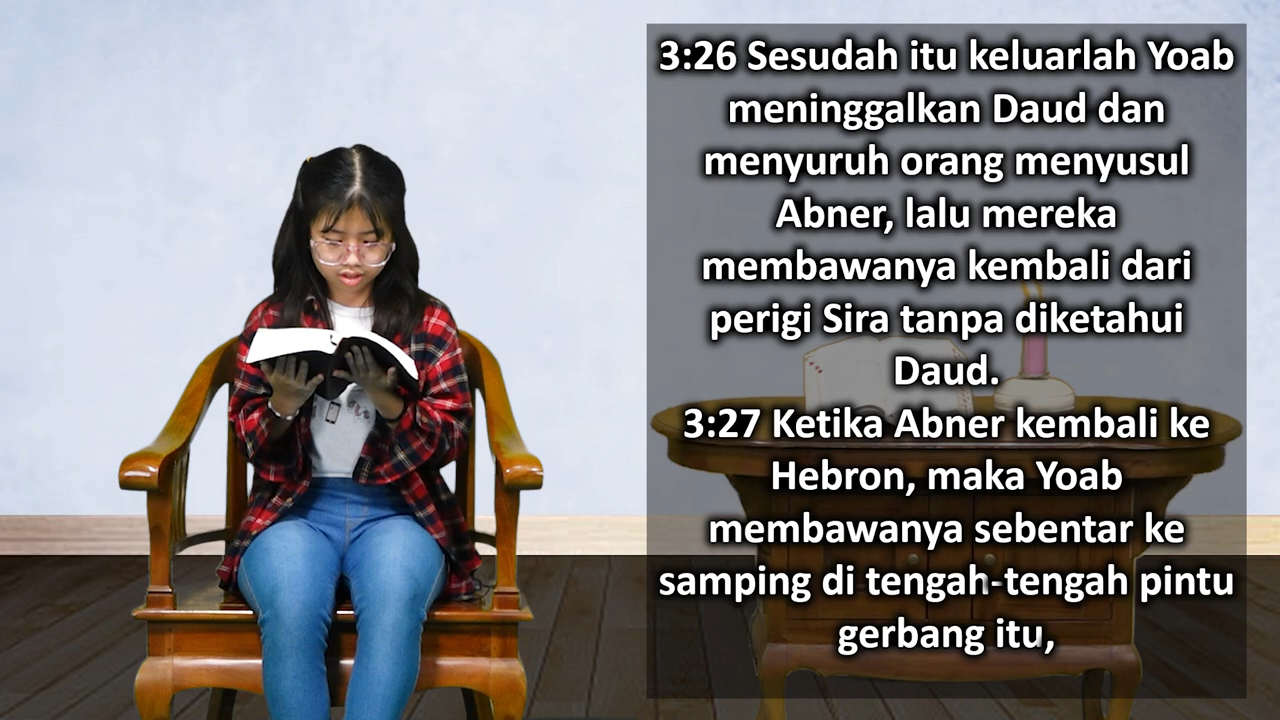 3:26 Sesudah itu keluarlah Yoab
meninggalkan Daud dan
menyuruh orang menyusul
Abner, lalu mereka
membawanya kembali dari
perigi Sira tanpa diketahui
Daud.
3:27 Ketika Abner kembali ke
Hebron, maka Yoab
membawanya sebentar ke
samping di tengah-tengah pintu
gerbang itu,